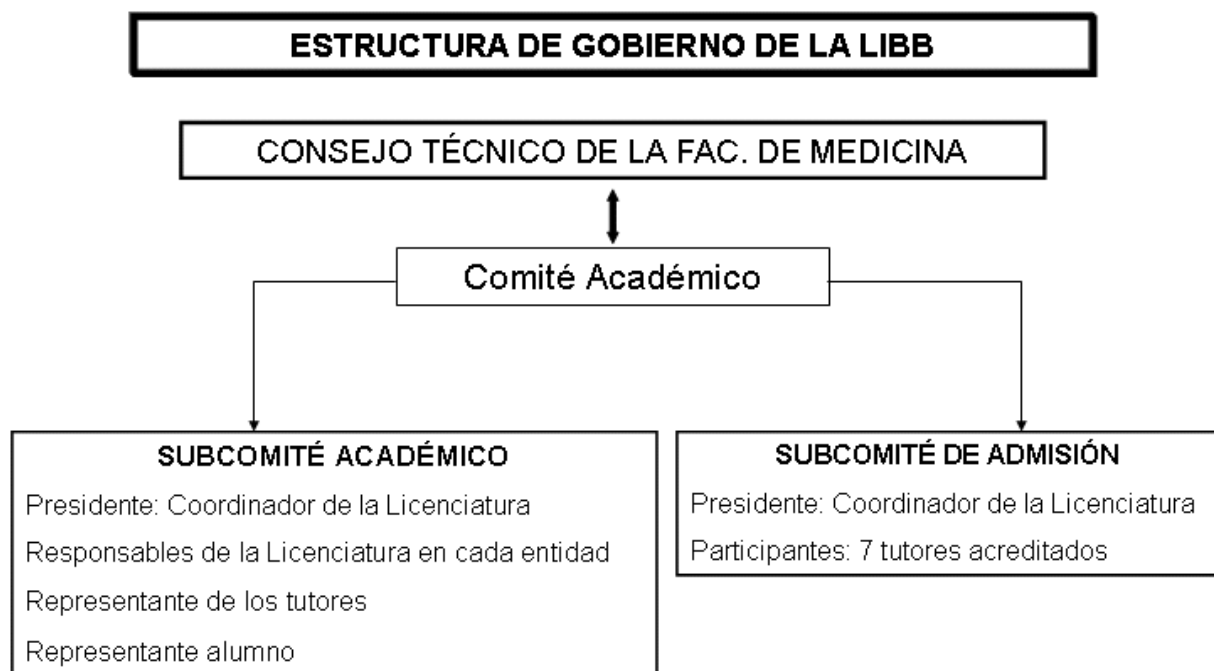 ESTRUCTURA DE GOBIERNO DE LA LIBB
CONSEJO TÉCNICO DE LA FAC. DE MEDICINA
Comité Académico
SUBCOMITÉ ACADÉMICO
Presidente: Coordinador de la Licenciatura
Responsables de la Licenciatura en cada entidad
Representante de los tutores
Representante alumno
SUBCOMITÉ DE ADMISIÓN
Presidente: Coordinador de la Licenciatura
Participantes: 7 tutores acreditados